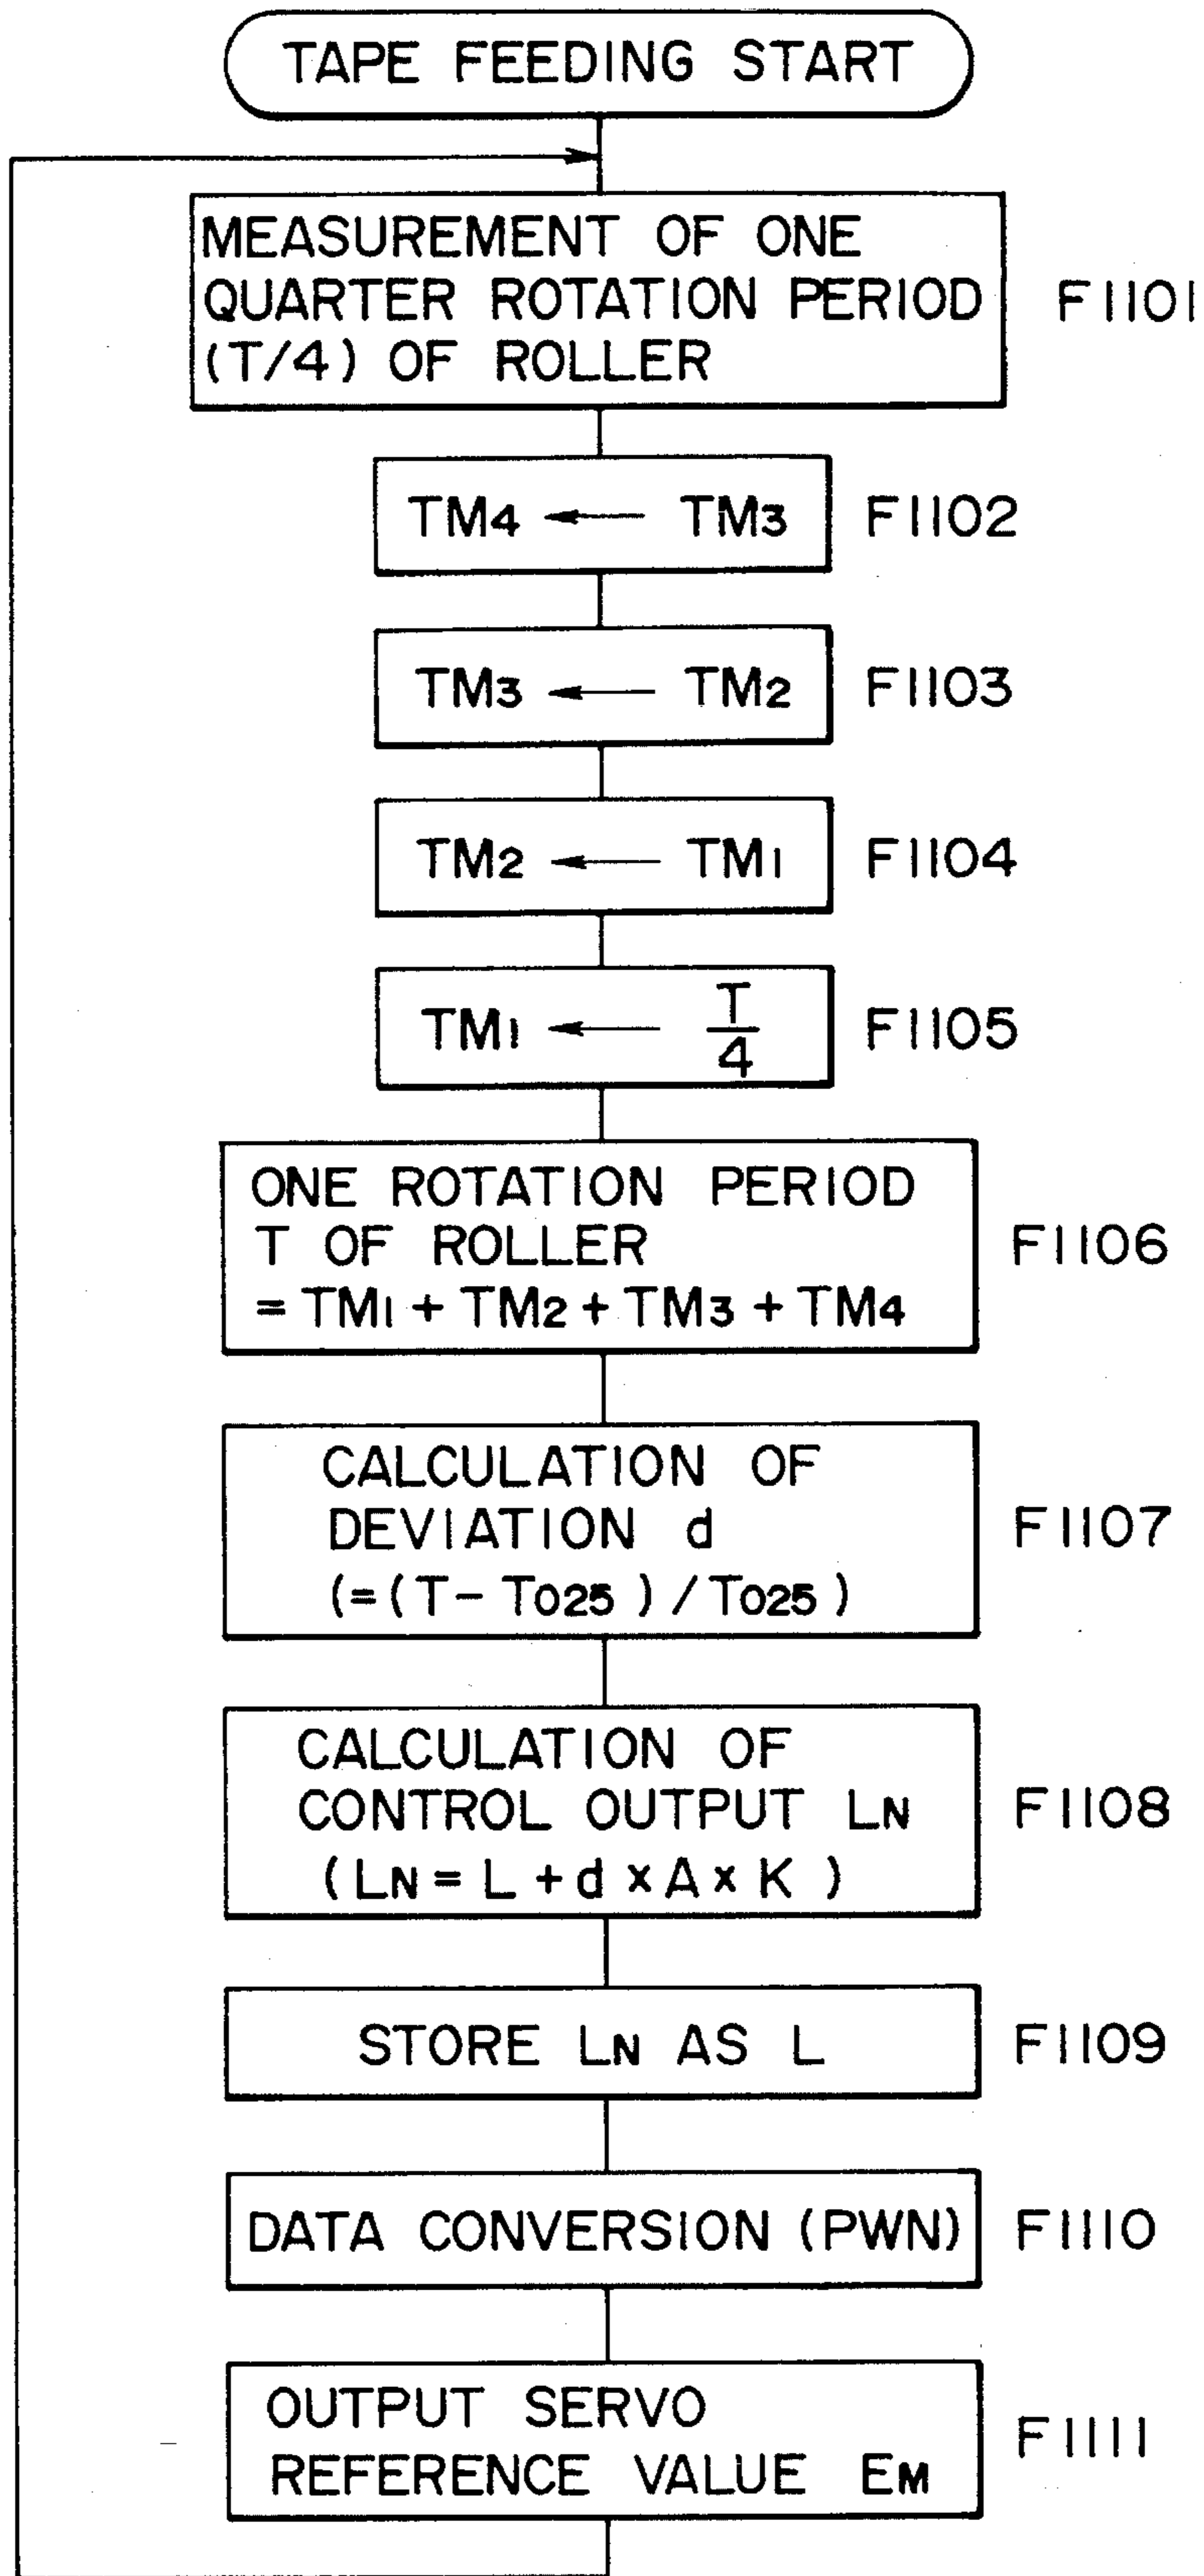 TAPE FEEDING START
MEASUREMENT OF ONE
QUARTER ROTATION PERIOD
(T/4) OF ROLLER
F1101
TM4 ← TM3
F1102
TM3 ← TM2
F1103
TM2 ← TM1
F1104
TM1 ← T/4
F1105
ONE ROTATION PERIOD
T OF ROLLER
= TM1 + TM2 + TM3 + TM4
F1106
CALCULATION OF
DEVIATION d
(=(T-T025)/T025)
F1107
CALCULATION OF
CONTROL OUTPUT LN
(LN = L + d × A × K)
F1108
STORE LN AS L
F1109
DATA CONVERSION (PWN)
F1110
OUTPUT SERVO
REFERENCE VALUE EM
F1111